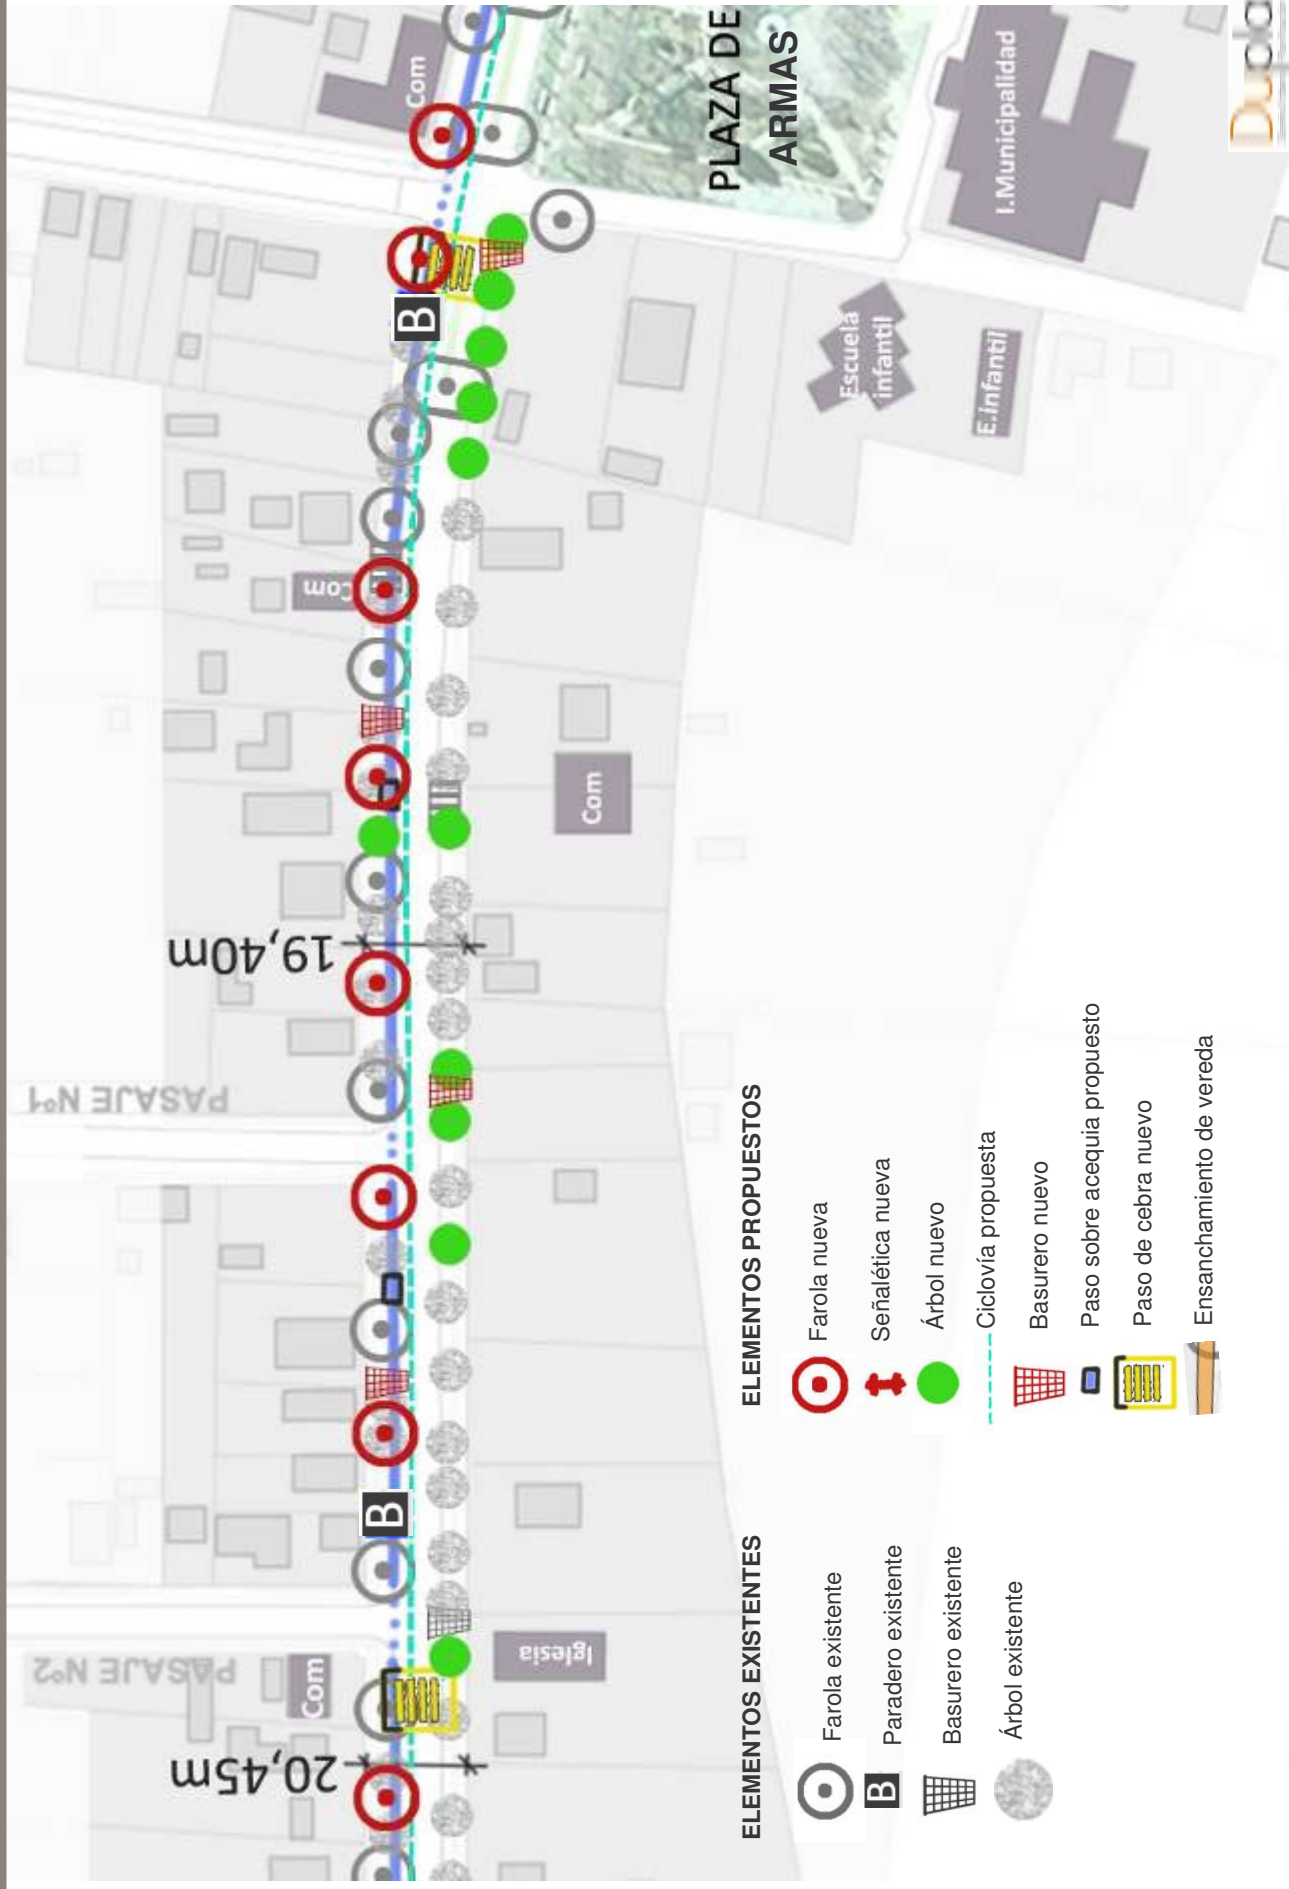 Com
PLAZA DE
ARMAS
I.Municipalidad
B
Escuela
infantil
E.infantil
Com
Com
19,40m
PASAJE Nº1
B
PASAJE Nº2
Com
Iglesia
20,45m
ELEMENTOS EXISTENTES
Farola existente
B
Paradero existente
Basurero existente
Árbol existente
ELEMENTOS PROPUESTOS
Farola nueva
Señalética nueva
Árbol nuevo
Ciclovía propuesta
Basurero nuevo
Paso sobre acequia propuesto
Paso de cebra nuevo
Ensanchamiento de vereda